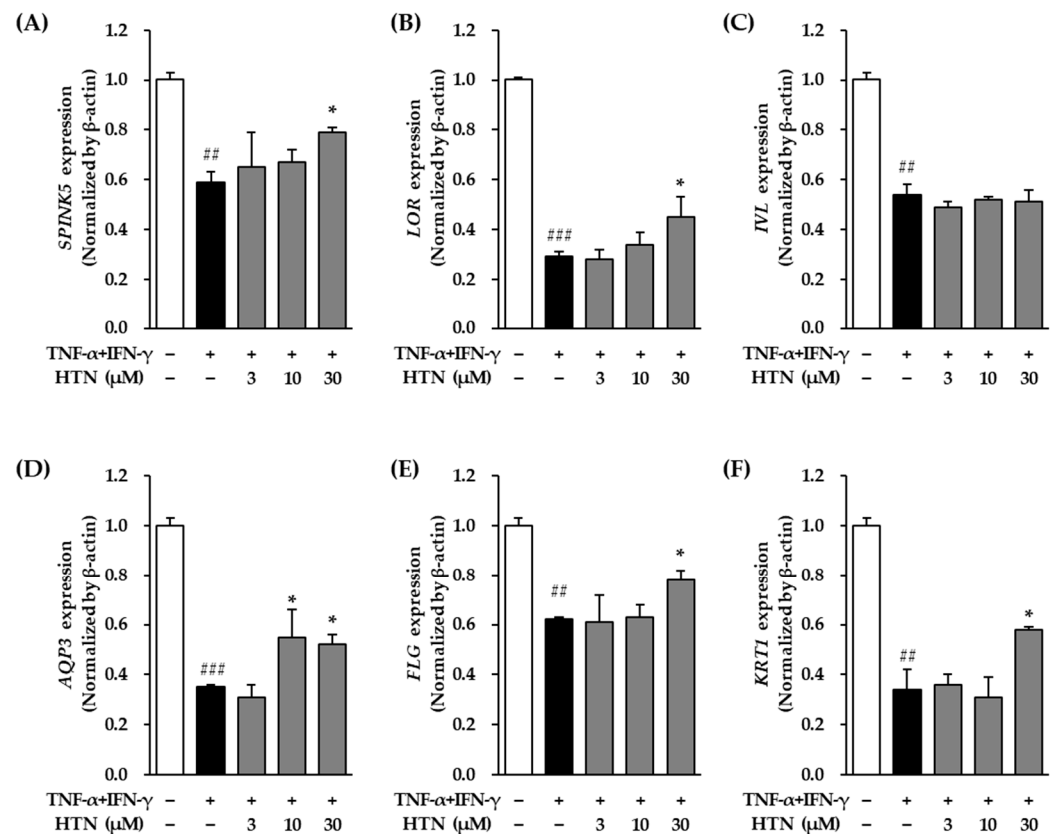 (A)
SPINK5 expression
(Normalized by β-actin)
1.2
1.0
0.8
0.6
0.4
0.2
0.0
##
*
TNF-α+IFN-γ − + + + +
HTN (μM) − − 3 10 30
(B)
LOR expression
(Normalized by β-actin)
1.2
1.0
0.8
0.6
0.4
0.2
0.0
###
*
TNF-α+IFN-γ − + + + +
HTN (μM) − − 3 10 30
(C)
IVL expression
(Normalized by β-actin)
1.2
1.0
0.8
0.6
0.4
0.2
0.0
##
TNF-α+IFN-γ − + + + +
HTN (μM) − − 3 10 30
(D)
AQP3 expression
(Normalized by β-actin)
1.2
1.0
0.8
0.6
0.4
0.2
0.0
###
* *
TNF-α+IFN-γ − + + + +
HTN (μM) − − 3 10 30
(E)
FLG expression
(Normalized by β-actin)
1.2
1.0
0.8
0.6
0.4
0.2
0.0
##
*
TNF-α+IFN-γ − + + + +
HTN (μM) − − 3 10 30
(F)
KRT1 expression
(Normalized by β-actin)
1.2
1.0
0.8
0.6
0.4
0.2
0.0
##
*
TNF-α+IFN-γ − + + + +
HTN (μM) − − 3 10 30